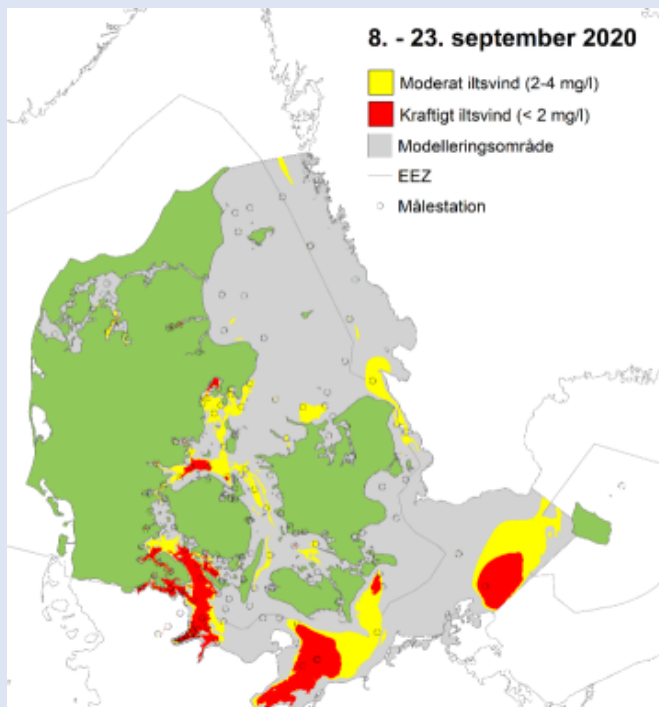 8. - 23. september 2020
Moderat iltsvind (2-4 mg/l)
Kraftigt iltsvind (< 2 mg/l)
Modelleringsområde
EEZ
Målestation